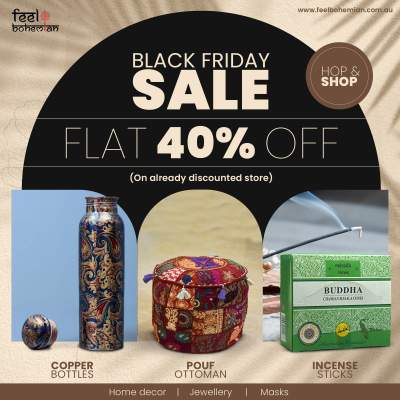 feel
bohemian
www.feelbohemian.com.au
BLACK FRIDAY
SALE
HOP &
SHOP
FLAT 40% OFF
(On already discounted store)
BUDDHA
COPPER
BOTTLES
POUF
OTTOMAN
INCENSE
STICKS
Home decor | Jewellery | Masks